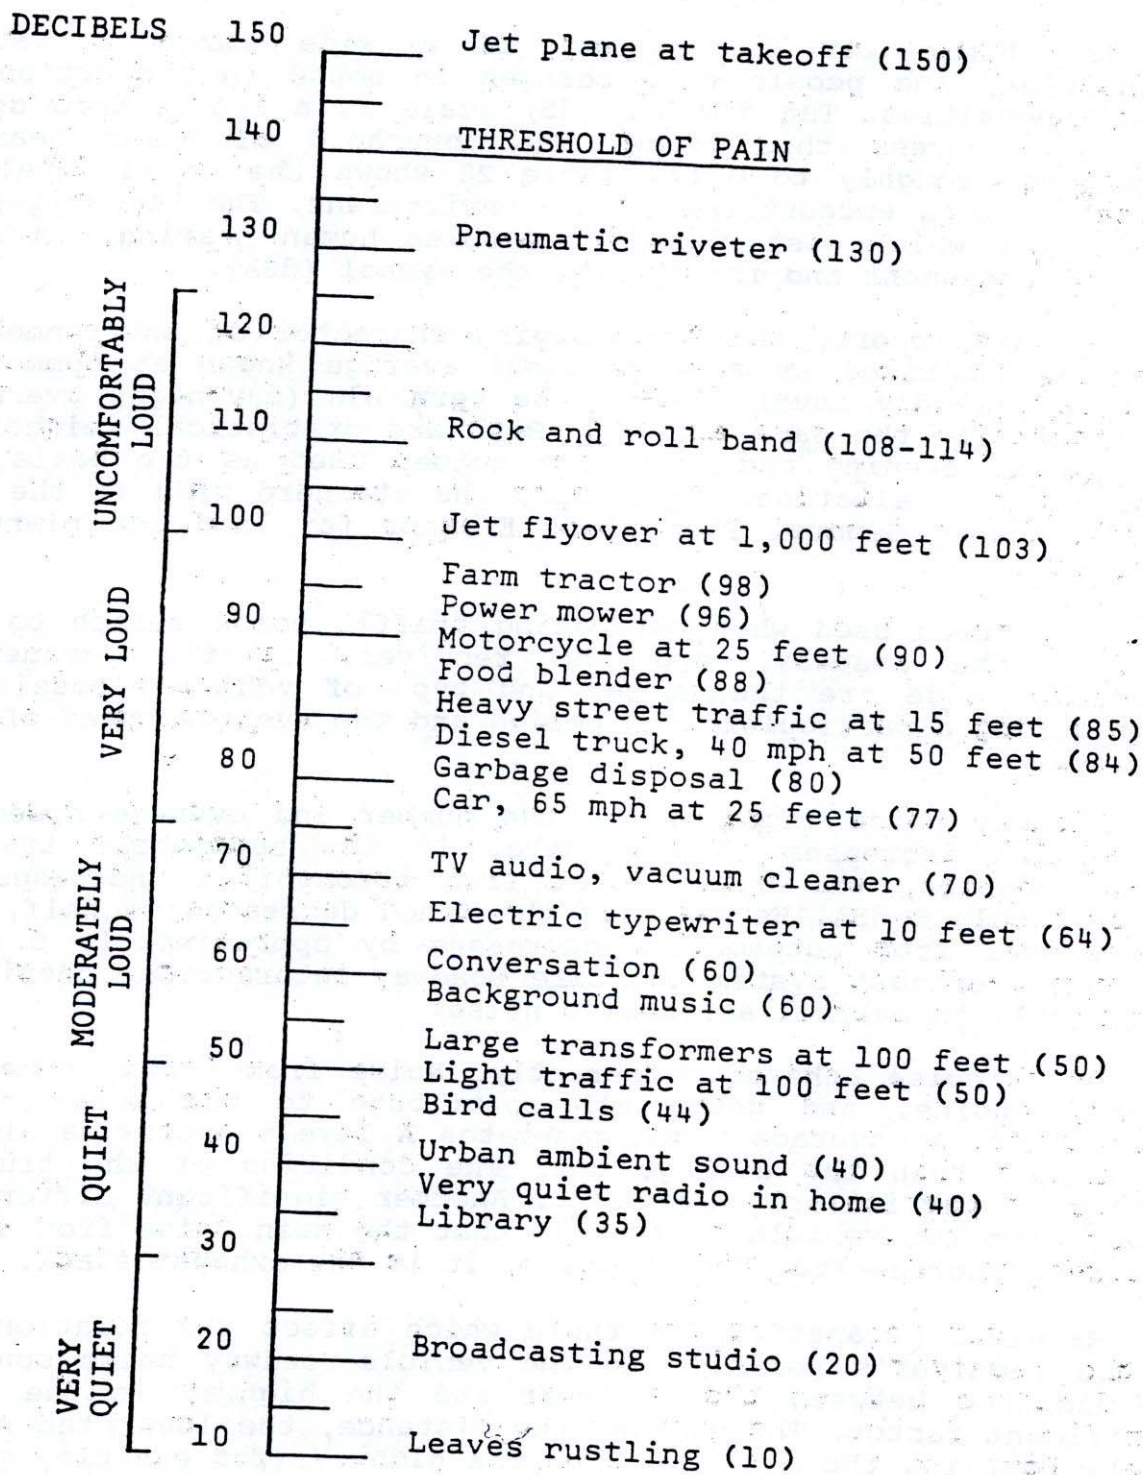 DECIBELS 150 Jet plane at takeoff (150)
140 THRESHOLD OF PAIN
130 Pneumatic riveter (130)
UNCOMFORTABLY
LOUD
120
110 Rock and roll band (108-114)
100 Jet flyover at 1,000 feet (103)
VERY LOUD
Farm tractor (98)
90 Power mower (96)
Motorcycle at 25 feet (90)
Food blender (88)
Heavy street traffic at 15 feet (85)
80 Diesel truck, 40 mph at 50 feet (84)
Garbage disposal (80)
Car, 65 mph at 25 feet (77)
MODERATELY
LOUD
70 TV audio, vacuum cleaner (70)
Electric typewriter at 10 feet (64)
60 Conversation (60)
Background music (60)
50 Large transformers at 100 feet (50)
Light traffic at 100 feet (50)
QUIET
Bird calls (44)
40 Urban ambient sound (40)
Very quiet radio in home (40)
Library (35)
30
VERY
QUIET
20 Broadcasting studio (20)
10 Leaves rustling (10)